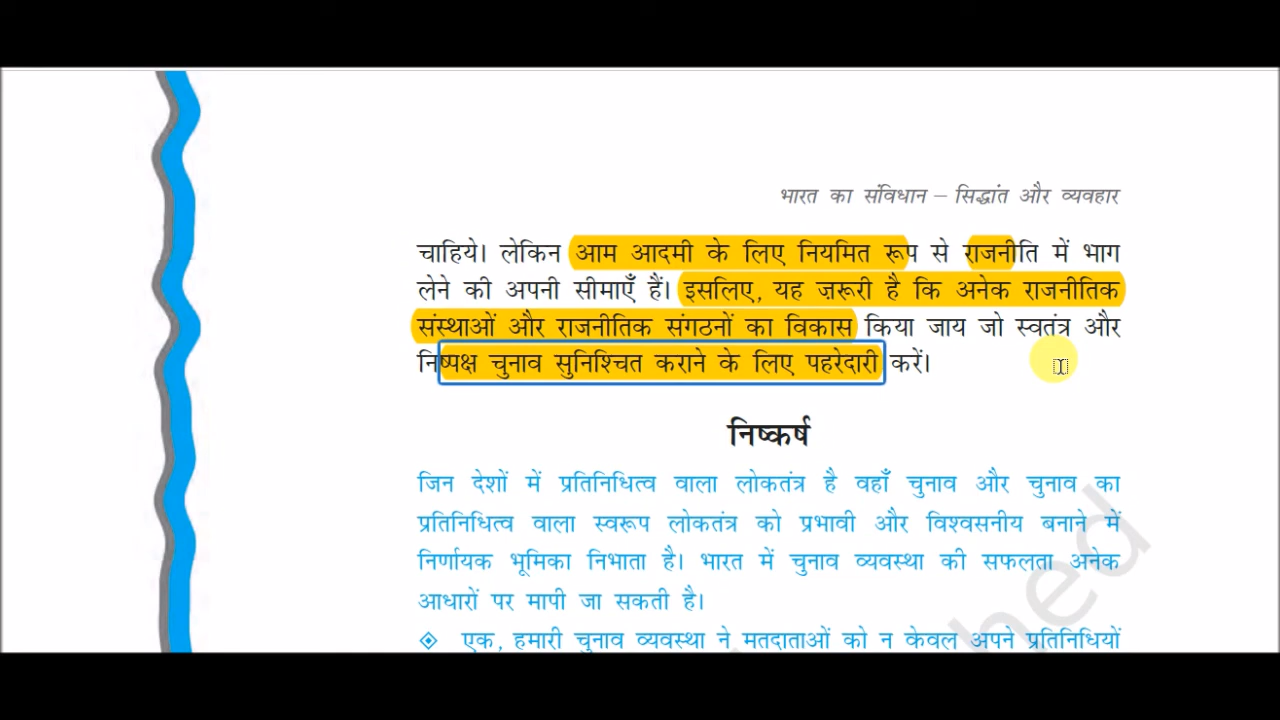 भारत का संविधान – सिद्धांत और व्यवहार
चाहिये। लेकिन आम आदमी के लिए नियमित रूप से राजनीति में भाग
लेने की अपनी सीमाएँ हैं। इसलिए, यह ज़रूरी है कि अनेक राजनीतिक
संस्थाओं और राजनीतिक संगठनों का विकास किया जाय जो स्वतंत्र और
निष्पक्ष चुनाव सुनिश्चित कराने के लिए पहरेदारी करें।
निष्कर्ष
जिन देशों में प्रतिनिधित्व वाला लोकतंत्र है वहाँ चुनाव और चुनाव का
प्रतिनिधित्व वाला स्वरूप लोकतंत्र को प्रभावी और विश्वसनीय बनाने में
निर्णायक भूमिका निभाता है। भारत में चुनाव व्यवस्था की सफलता अनेक
आधारों पर मापी जा सकती है।
एक, हमारी चुनाव व्यवस्था ने मतदाताओं को न केवल अपने प्रतिनिधियों